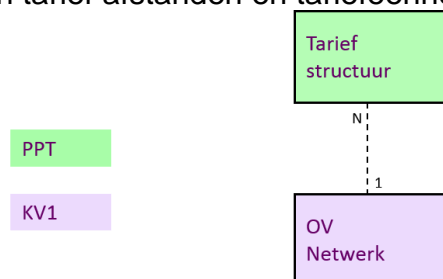 Tarief
structuur
N
PPT
1
KV1
OV
Netwerk